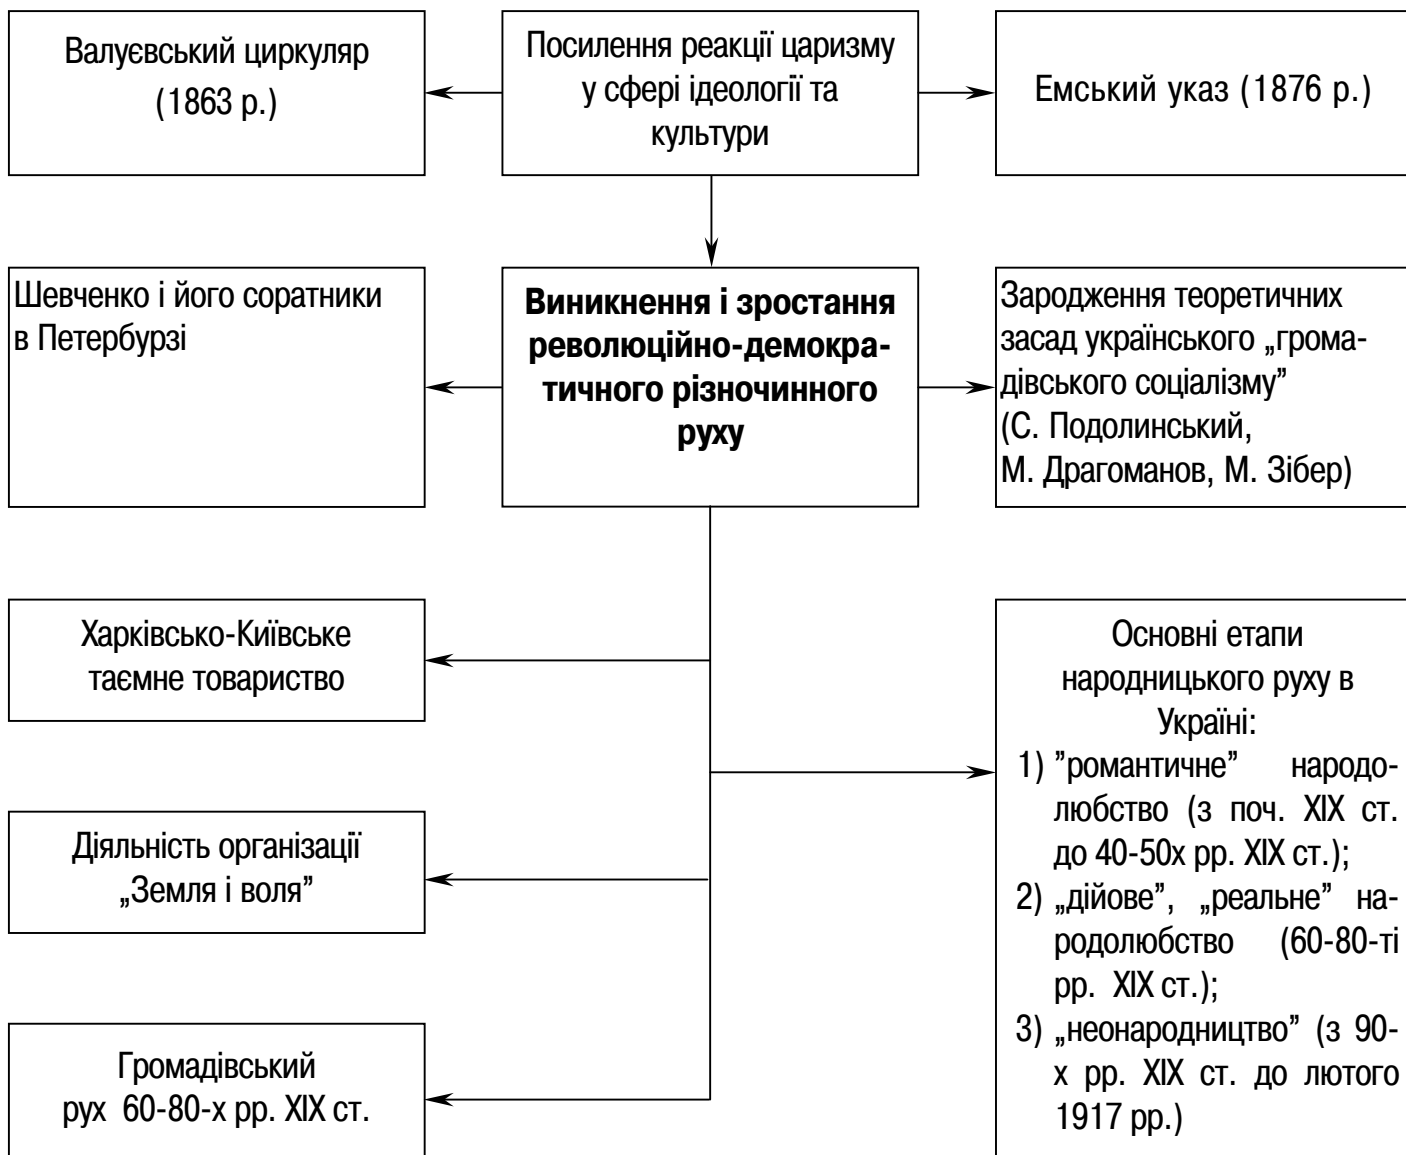 Валуєвський циркуляр
(1863 р.)
Посилення реакції царизму
у сфері ідеології та
культури
Емський указ (1876 р.)
Шевченко і його соратники
в Петербурзі
Виникнення і зростання
революційно-демокра-
тичного різночинного
руху
Зародження теоретичних
засад українського „грома-
дівського соціалізму”
(С. Подолинський,
М. Драгоманов, М. Зібер)
Харківсько-Київське
таємне товариство
Діяльність організації
„Земля і воля”
Громадівський
рух 60-80-х рр. XIX ст.
Основні етапи
народницького руху в
Україні:
1) ”романтичне” народо-
любство (з поч. XIX ст.
до 40-50х рр. XIX ст.);
2) „дійове”, „реальне” на-
родолюбство (60-80-ті
рр. XIX ст.);
3) „неонародництво” (з 90-
х рр. XIX ст. до лютого
1917 рр.)